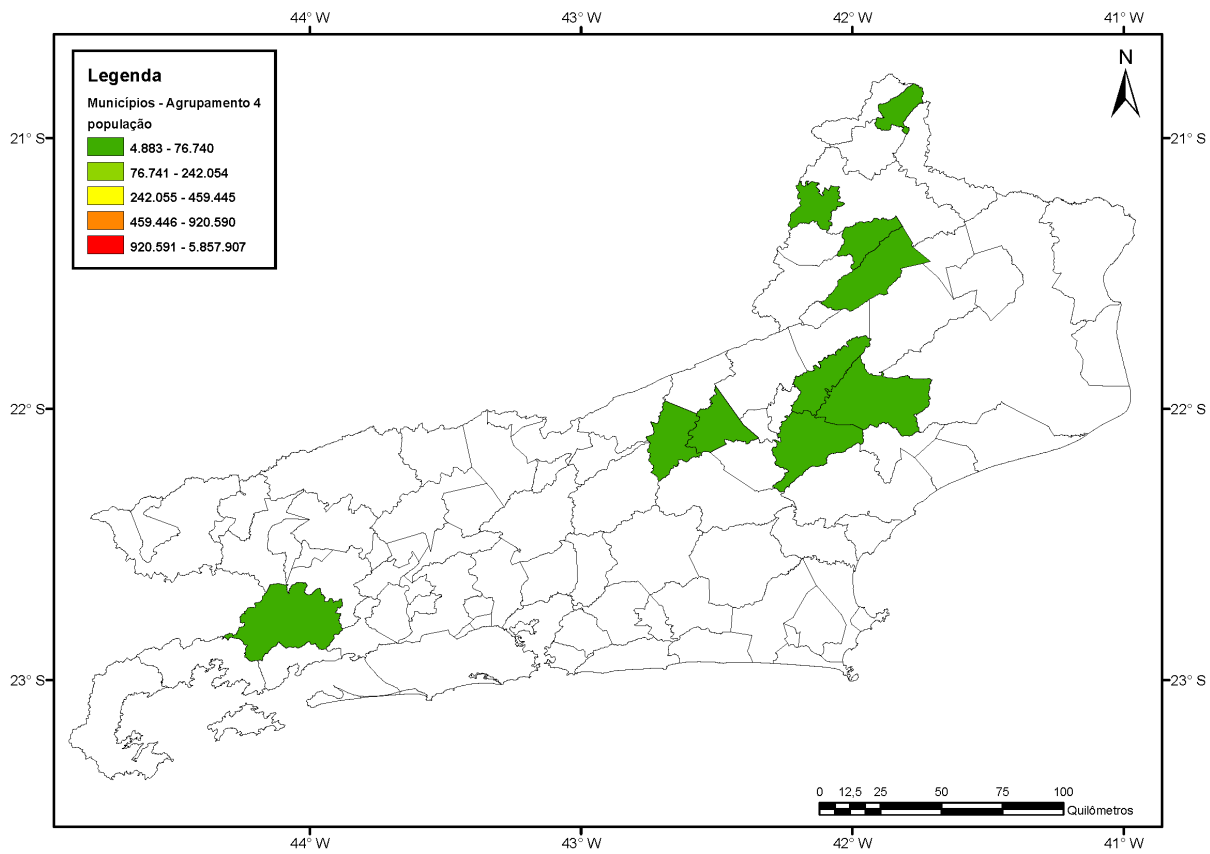 44° W 43° W 42° W 41° W
Legenda
Municípios - Agrupamento 4
população
4.883 - 76.740
76.741 - 242.054
242.055 - 459.445
459.446 - 920.590
920.591 - 5.857.907
N
21° S 21° S
22° S 22° S
23° S 23° S
0 12,5 25 50 75 100
Quilômetros
44° W 43° W 42° W 41° W